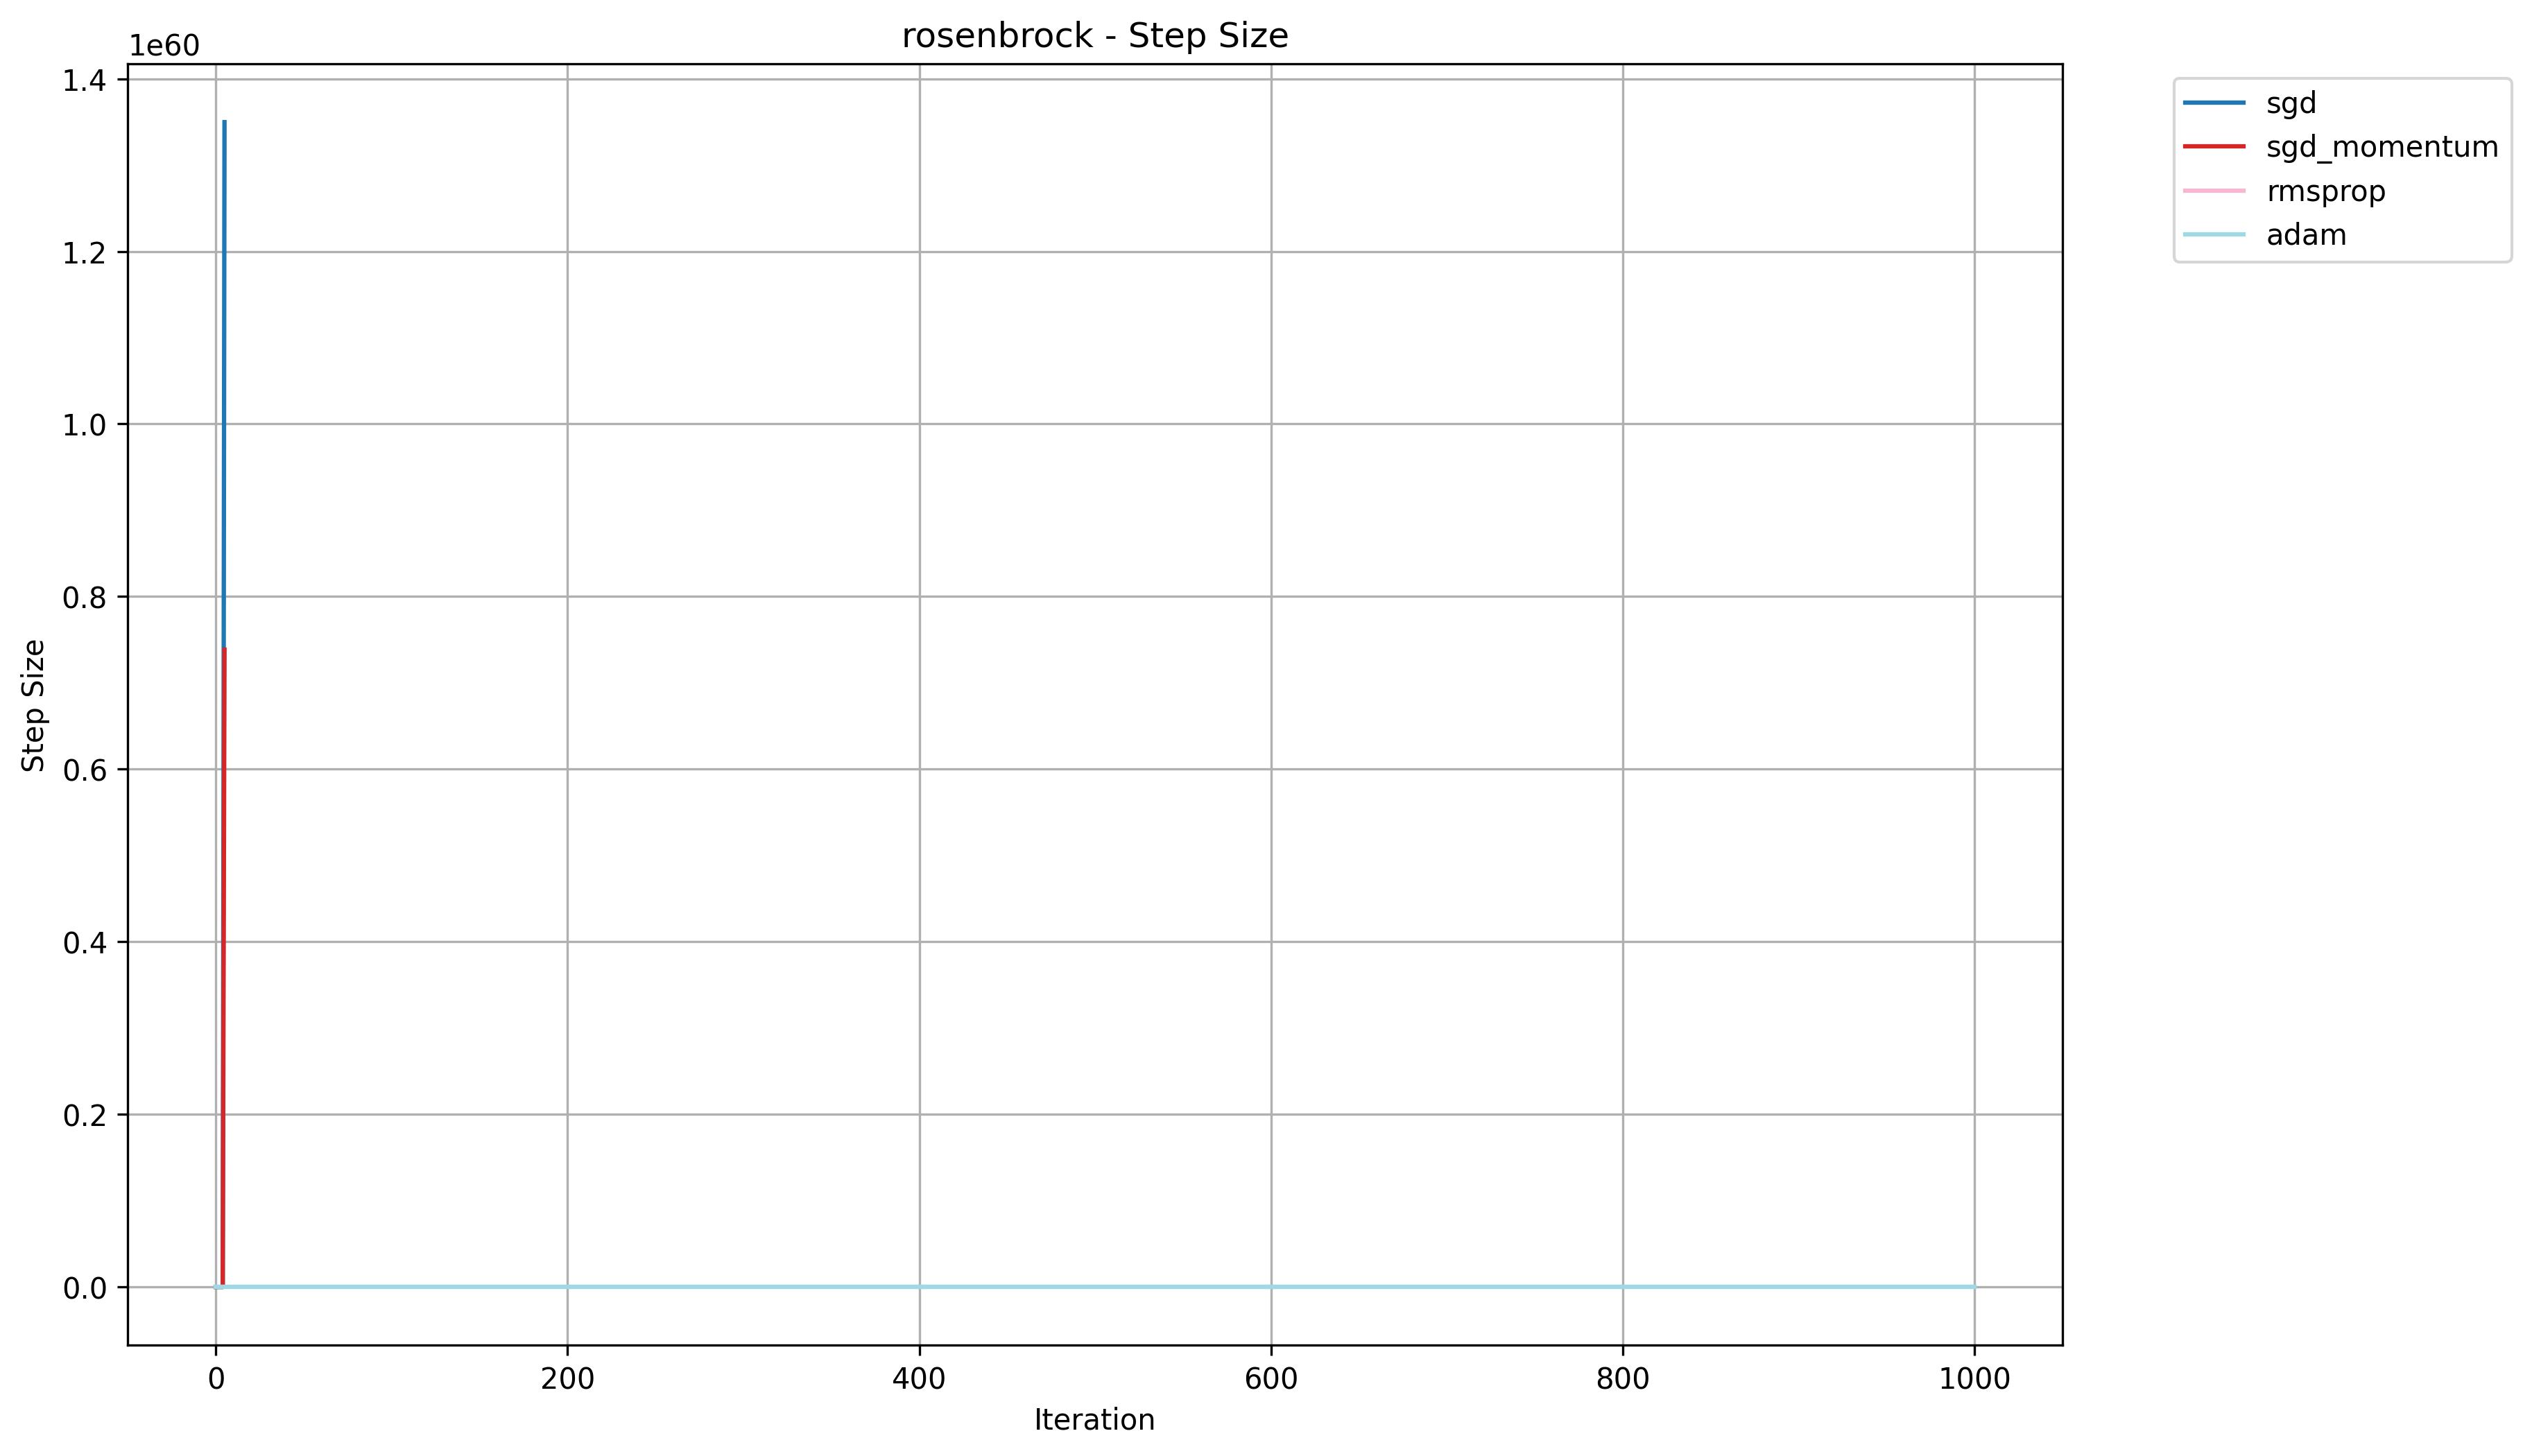 rosenbrock - Step Size
1e60
1.4
1.2
1.0
0.8
0.6
0.4
0.2
0.0
Step Size
0
200
400
600
800
1000
Iteration
sgd
sgd_momentum
rmsprop
adam